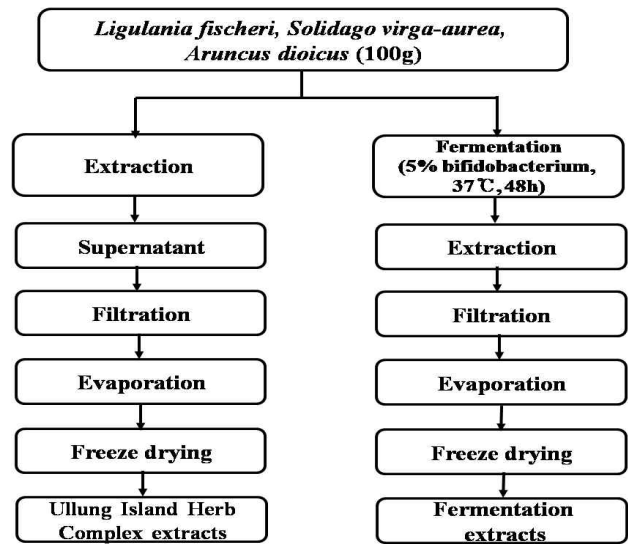 Ligulania fischeri, Solidago virga-aurea,
Aruncus dioicus (100g)
Extraction
Supernatant
Filtration
Evaporation
Freeze drying
Ullung Island Herb
Complex extracts
Fermentation
(5% bifidobacterium,
37℃, 48h)
Extraction
Filtration
Evaporation
Freeze drying
Fermentation
extracts